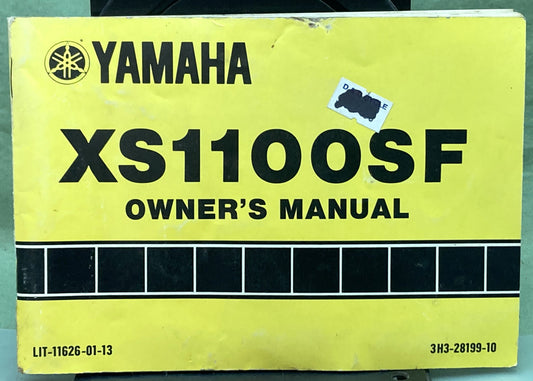 YAMAHA
XS1100SF
OWNER'S MANUAL
LIT-11626-01-13
3H3-28199-10